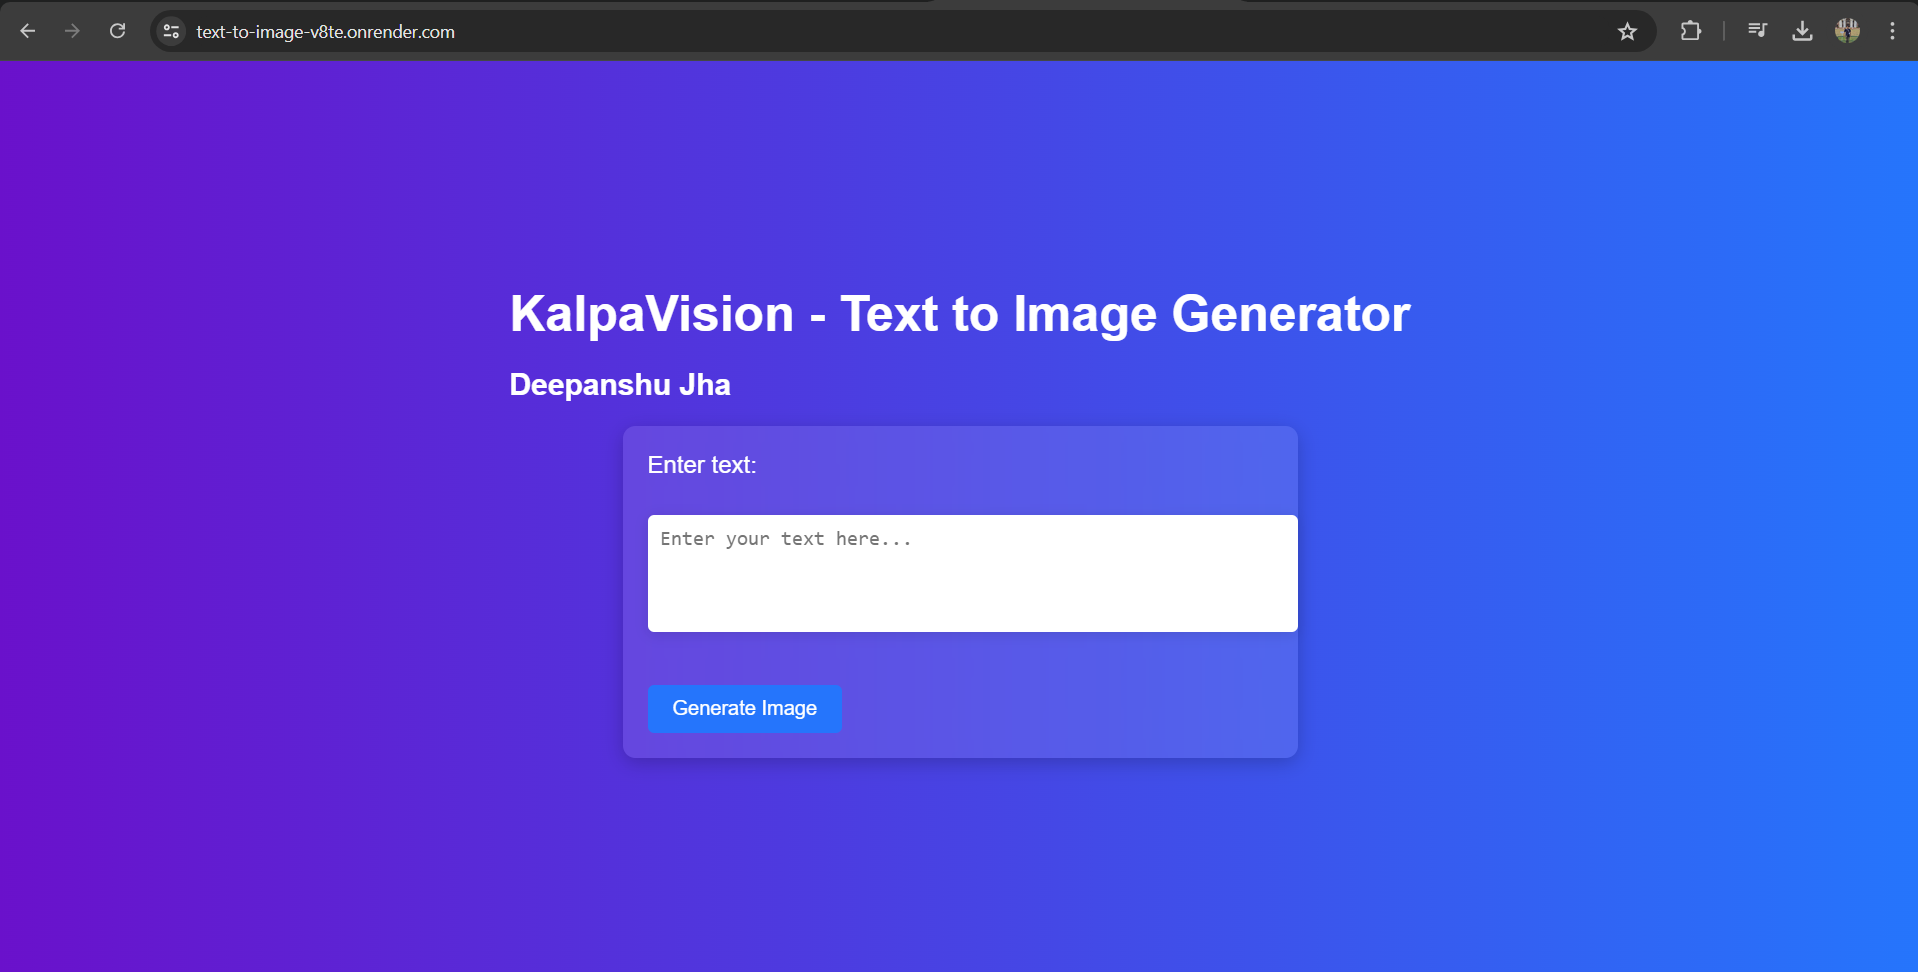 text-to-image-v8te.onrender.com
KalpaVision - Text to Image Generator
Deepanshu Jha
Enter text:
Enter your text here...
Generate Image